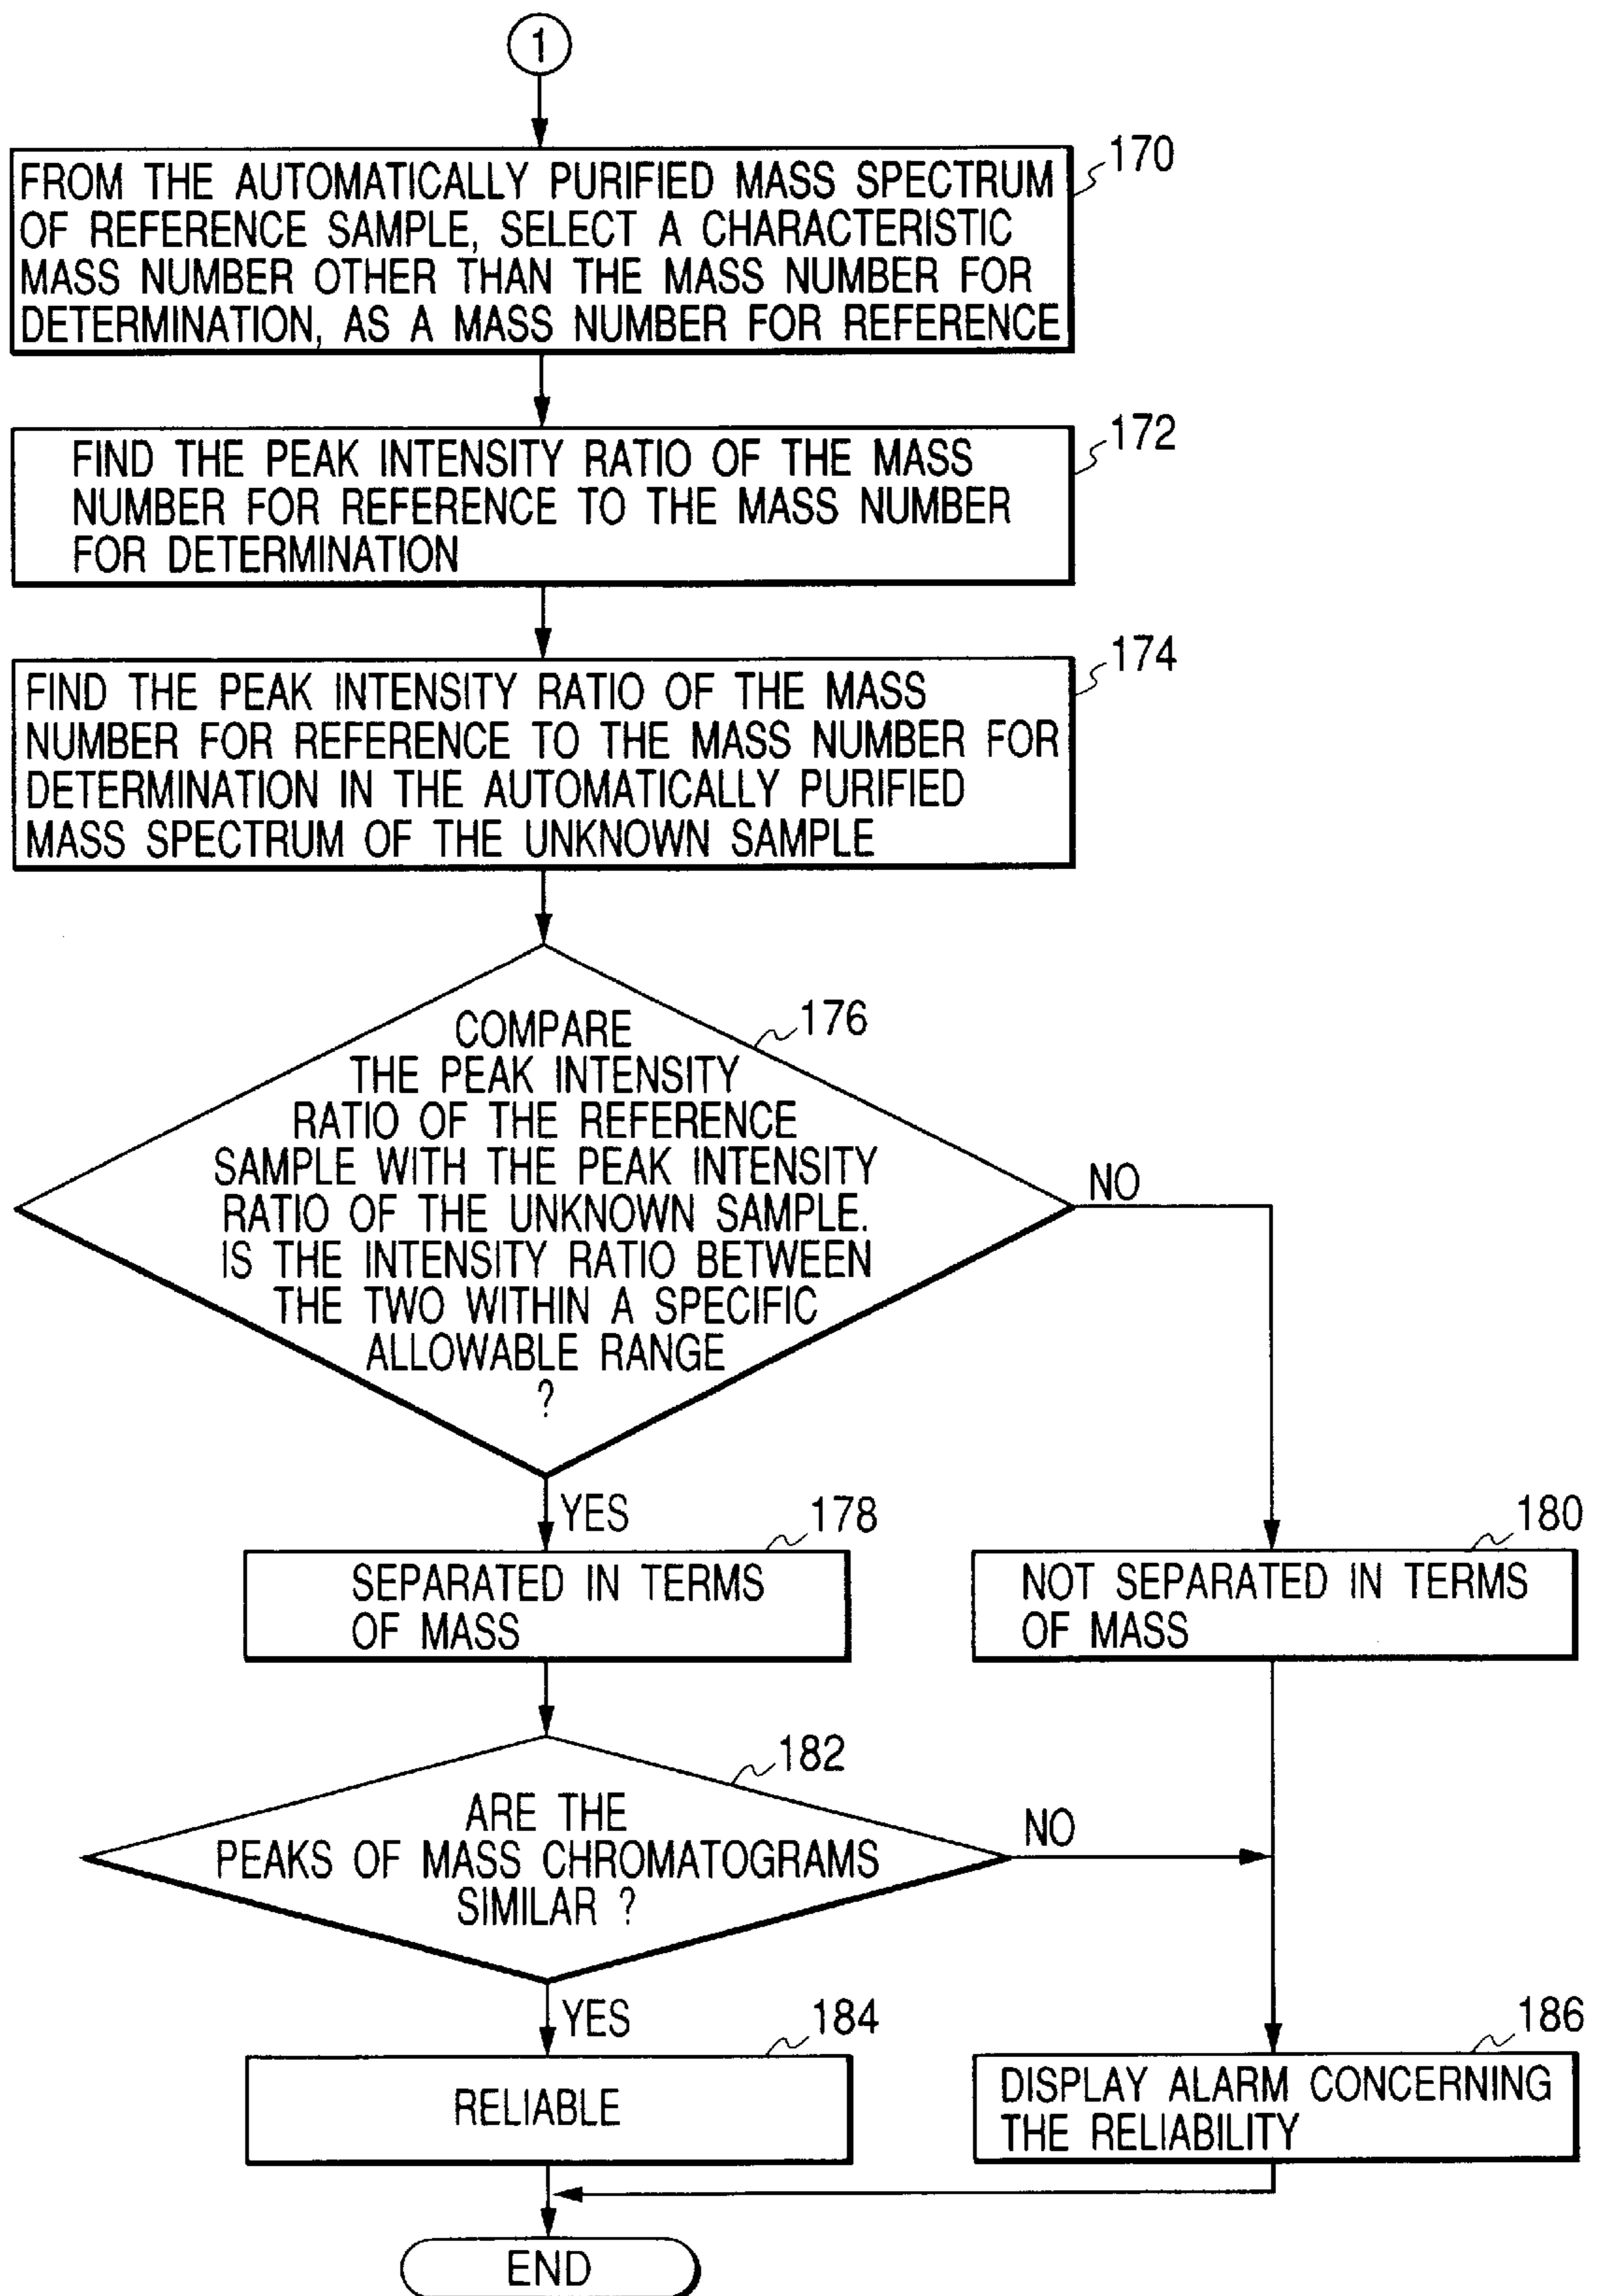 1
170
FROM THE AUTOMATICALLY PURIFIED MASS SPECTRUM
OF REFERENCE SAMPLE, SELECT A CHARACTERISTIC
MASS NUMBER OTHER THAN THE MASS NUMBER FOR
DETERMINATION, AS A MASS NUMBER FOR REFERENCE
172
FIND THE PEAK INTENSITY RATIO OF THE MASS
NUMBER FOR REFERENCE TO THE MASS NUMBER
FOR DETERMINATION
174
FIND THE PEAK INTENSITY RATIO OF THE MASS
NUMBER FOR REFERENCE TO THE MASS NUMBER FOR
DETERMINATION IN THE AUTOMATICALLY PURIFIED
MASS SPECTRUM OF THE UNKNOWN SAMPLE
176
COMPARE
THE PEAK INTENSITY
RATIO OF THE REFERENCE
SAMPLE WITH THE PEAK INTENSITY
RATIO OF THE UNKNOWN SAMPLE.
IS THE INTENSITY RATIO BETWEEN
THE TWO WITHIN A SPECIFIC
ALLOWABLE RANGE
?
NO
YES
178
SEPARATED IN TERMS
OF MASS
180
NOT SEPARATED IN TERMS
OF MASS
182
ARE THE
PEAKS OF MASS CHROMATOGRAMS
SIMILAR ?
NO
YES
184
RELIABLE
186
DISPLAY ALARM CONCERNING
THE RELIABILITY
END